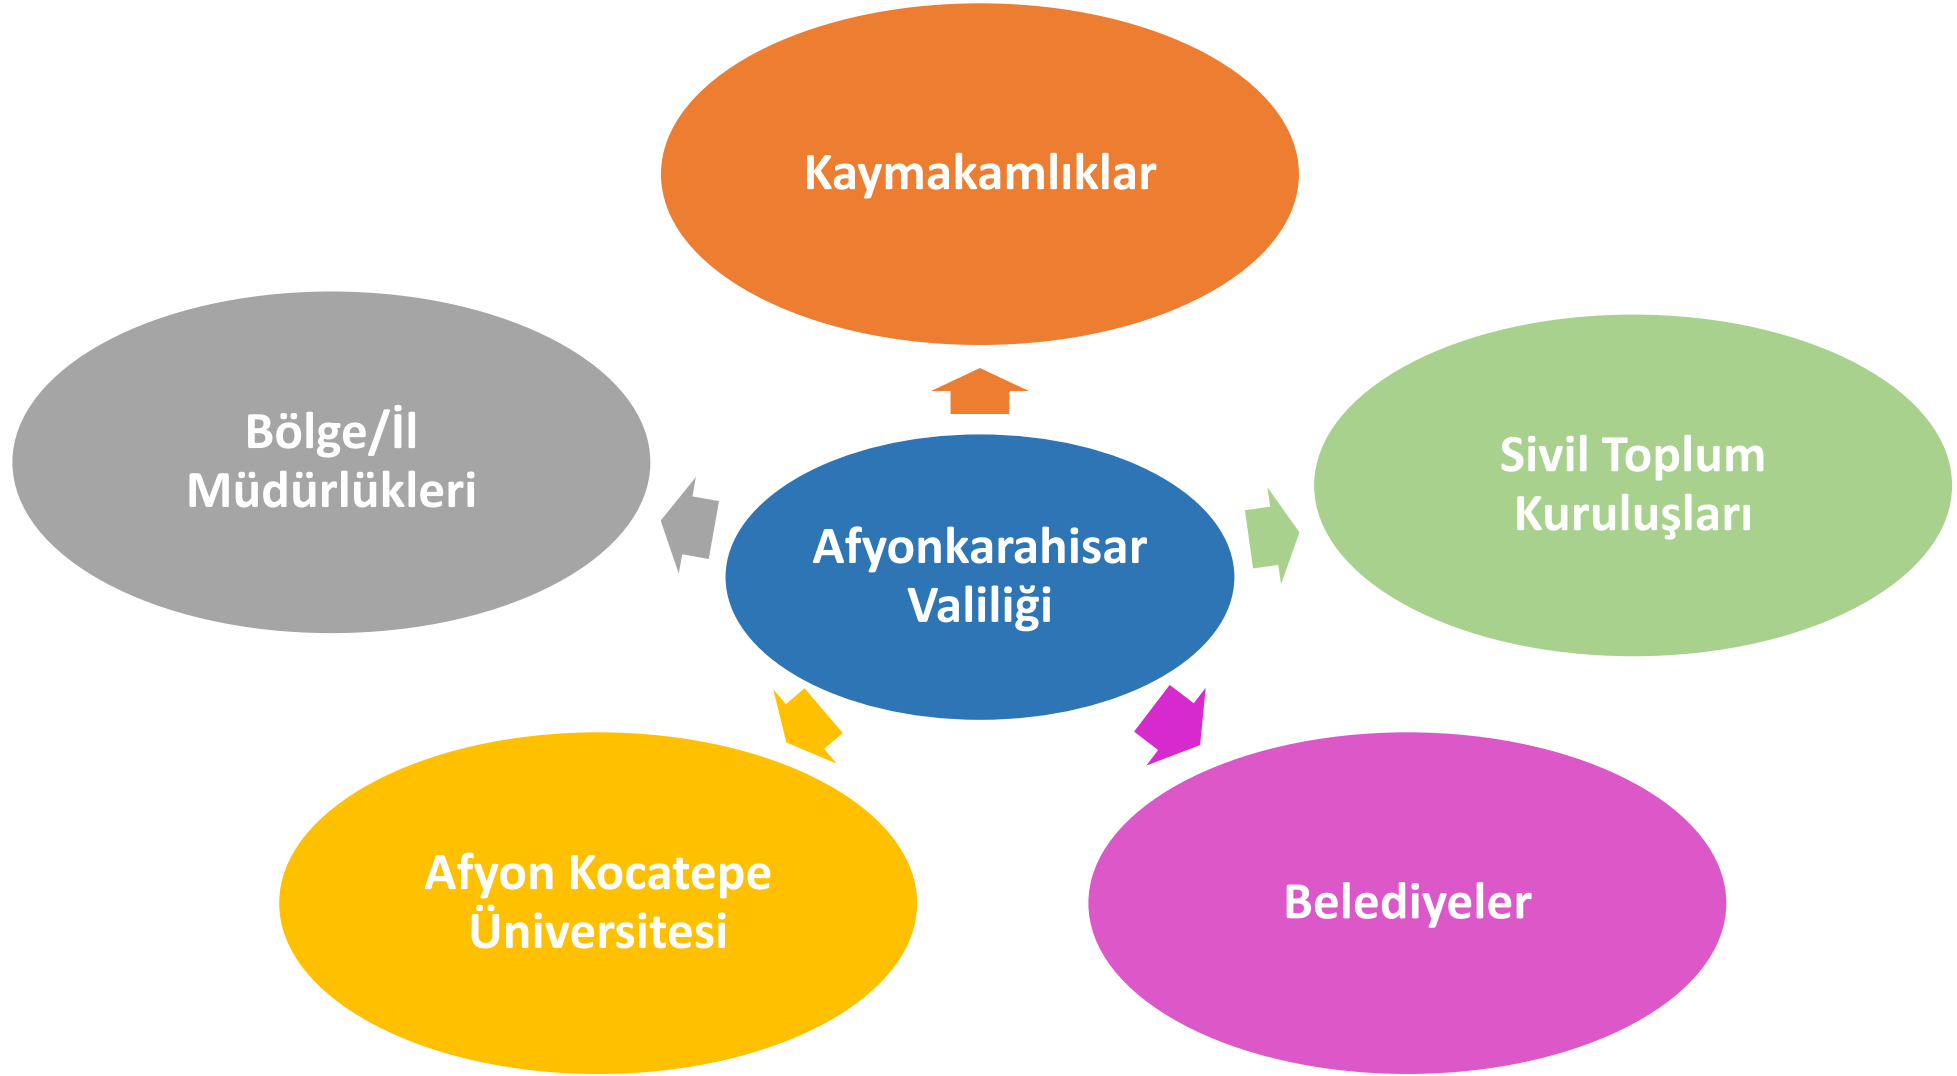 Kaymakamlıklar
Bölge/İl
Müdürlükleri
Sivil Toplum
Kuruluşları
Afyonkarahisar
Valiliği
Afyon Kocatepe
Üniversitesi
Belediyeler